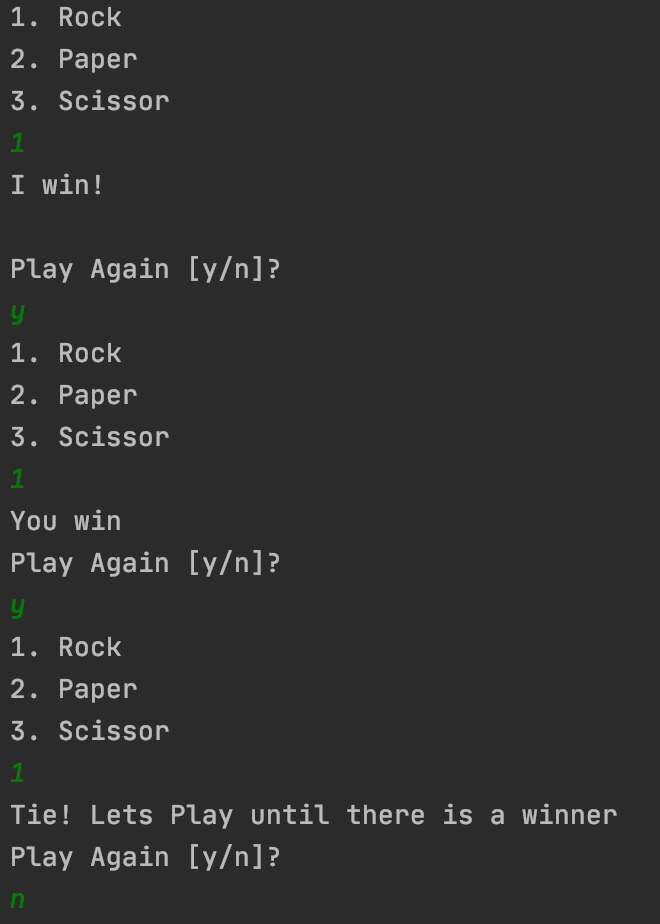 1. Rock
2. Paper
3. Scissor
1
I win!
Play Again [y/n]?
y
1. Rock
2. Paper
3. Scissor
1
You win
Play Again [y/n]?
y
1. Rock
2. Paper
3. Scissor
1
Tie! Lets Play until there is a winner
Play Again [y/n]?
n